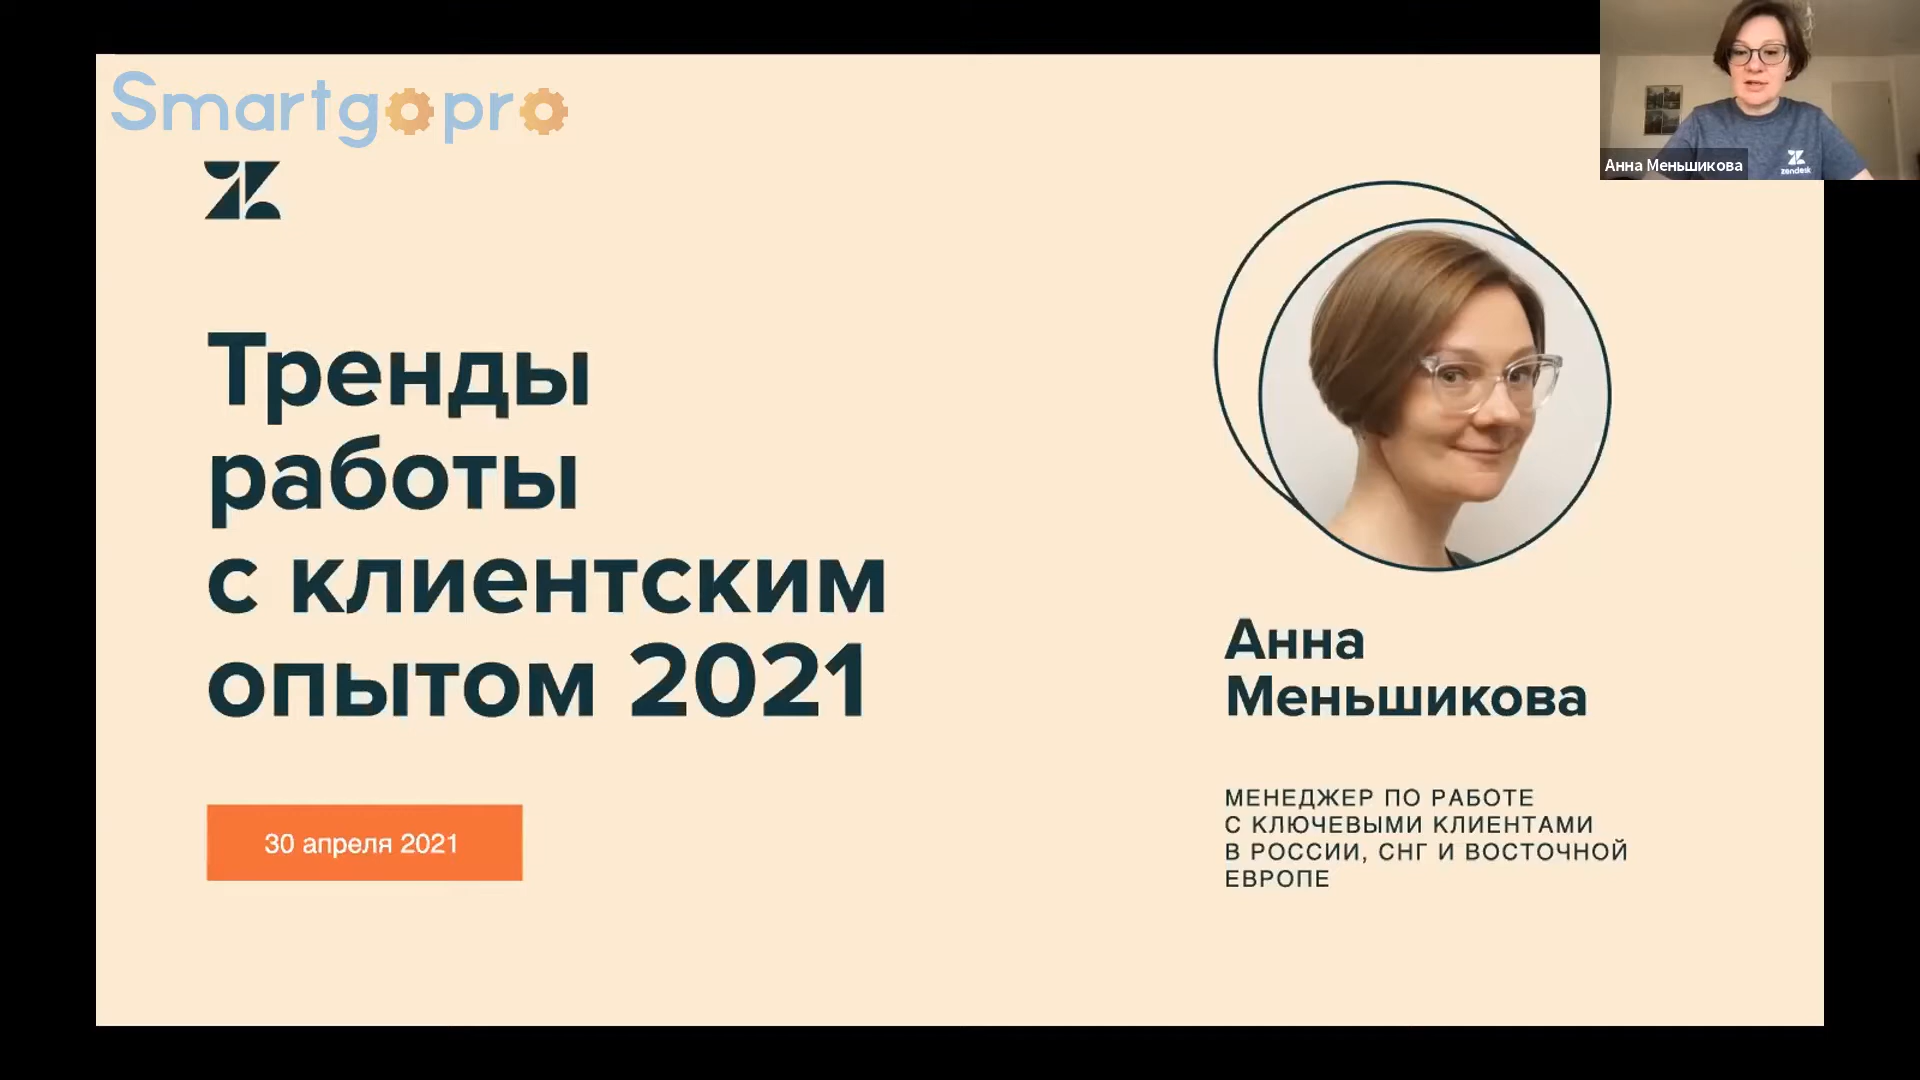 Smartgopro
Тренды
работы
с клиентским
опытом 2021
30 апреля 2021
Анна
Меньшикова
МЕНЕДЖЕР ПО РАБОТЕ
С КЛЮЧЕВЫМИ КЛИЕНТАМИ
В РОССИИ, СНГ И ВОСТОЧНОЙ
ЕВРОПЕ
Анна Меньшикова
zendesk